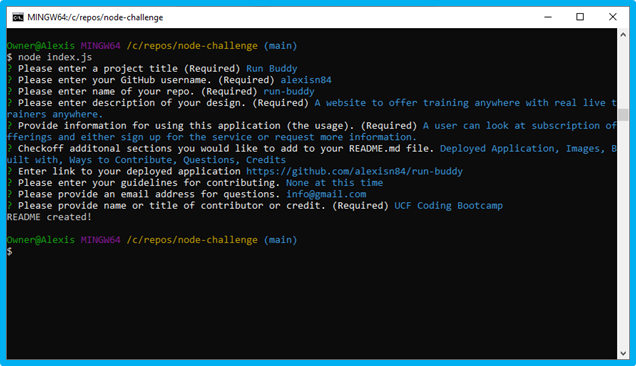 MINGW64:/c/repos/node-challenge
Owner@Alexis MINGW64 /c/repos/node-challenge (main)
$ node index.js
? Please enter a project title (Required) Run Buddy
? Please enter your GitHub username. (Required) alexisn84
? Please enter name of your repo. (Required) run-buddy
? Please enter description of your design. (Required) A website to offer training anywhere with real live t
rainers anywhere.
? Provide information for using this application (the usage). (Required) A user can look at subscription of
fferings and either sign up for the service or request more information.
? Checkoff additonal sections you would like to add to your README.md file. Deployed Application, Images, B
uilt with, Ways to Contribute, Questions, Credits
? Enter link to your deployed application https://github.com/alexisn84/run-buddy
? Please enter your guidelines for contributing. None at this time
? Please provide an email address for questions. info@gmail.com
? Please provide name or title of contributor or credit. (Required) UCF Coding Bootcamp
README created!
Owner@Alexis MINGW64 /c/repos/node-challenge (main)
$